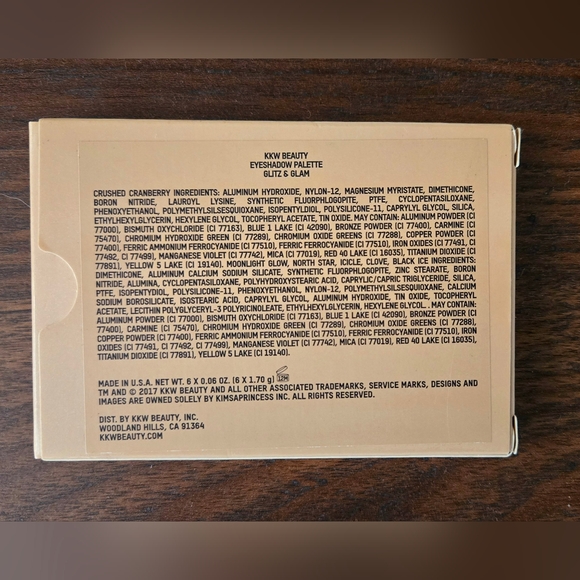 KKW BEAUTY
EYESHADOW PALETTE
GLITZ & GLAM
CRUSHED CRANBERRY INGREDIENTS: ALUMINUM HYDROXIDE, NYLON-12, MAGNESIUM MYRISTATE, DIMETHICONE,
BORON NITRIDE, LAUROYL LYSINE, SYNTHETIC FLUORPHLOGOPITE, PTFE, CYCLOPENTASILOXANE,
PHENOXYETHANOL, POLYMETHYLSILSESQUIOXANE, ISOPENTYLDIOL, POLYSILICONE-11, CAPRYLYL GLYCOL, SILICA,
ETHYLHEXYLGLYCERIN, HEXYLENE GLYCOL, TOCOPHERYL ACETATE, TIN OXIDE. MAY CONTAIN: ALUMINUM POWDER (CI
77000), BISMUTH OXYCHLORIDE (CI 77163), BLUE 1 LAKE (CI 42090), BRONZE POWDER (CI 77400), CARMINE (CI
75470), CHROMIUM HYDROXIDE GREEN (CI 77289), CHROMIUM OXIDE GREENS (CI 77288), COPPER POWDER (CI
77400), FERRIC AMMONIUM FERROCYANIDE (CI 77510), FERRIC FERROCYANIDE (CI 77510), IRON OXIDES (CI 77491, CI
77492, CI 77499), MANGANESE VIOLET (CI 77742), MICA (CI 77019), RED 40 LAKE (CI 16035), TITANIUM DIOXIDE (CI
77891), YELLOW 5 LAKE (CI 19140). MOONLIGHT GLOW, NORTH STAR, ICICLE, CLOVE, BLACK ICE INGREDIENTS:
DIMETHICONE, ALUMINUM CALCIUM SODIUM SILICATE, SYNTHETIC FLUORPHLOGOPITE, ZINC STEARATE, BORON
NITRIDE, ALUMINA, CYCLOPENTASILOXANE, POLYHYDROXYSTEARIC ACID, CAPRYLIC/CAPRIC TRIGLYCERIDE, SILICA,
PTFE, ISOPENTYLDIOL, POLYSILICONE-11, PHENOXYETHANOL, NYLON-12, POLYMETHYLSILSESQUIOXANE, CALCIUM
SODIUM BOROSILICATE, ISOSTEARIC ACID, CAPRYLYL GLYCOL, ALUMINUM HYDROXIDE, TIN OXIDE, TOCOPHERYL
ACETATE, LECITHIN POLYGLYCERYL-3 POLYRICINOLEATE, ETHYLHEXYLGLYCERIN, HEXYLENE GLYCOL . MAY CONTAIN:
ALUMINUM POWDER (CI 77000), BISMUTH OXYCHLORIDE (CI 77163), BLUE 1 LAKE (CI 42090), BRONZE POWDER (CI
77400), CARMINE (CI 75470), CHROMIUM HYDROXIDE GREEN (CI 77289), CHROMIUM OXIDE GREENS (CI 77288),
COPPER POWDER (CI 77400), FERRIC AMMONIUM FERROCYANIDE (CI 77510), FERRIC FERROCYANIDE (CI 77510), IRON
OXIDES (CI 77491, CI 77492, CI 77499), MANGANESE VIOLET (CI 77742), MICA (CI 77019), RED 40 LAKE (CI 16035),
TITANIUM DIOXIDE (CI 77891), YELLOW 5 LAKE (CI 19140).
MADE IN U.S.A. NET WT. 6 X 0.06 OZ. (6 X 1.70 g) 12M
TM AND © 2017 KKW BEAUTY AND ALL OTHER ASSOCIATED TRADEMARKS, SERVICE MARKS, DESIGNS AND
IMAGES ARE OWNED SOLELY BY KIMSAPRINCESS INC. ALL RIGHTS RESERVED.
DIST. BY KKW BEAUTY, INC.
WOODLAND HILLS, CA 91364
KKWBEAUTY.COM